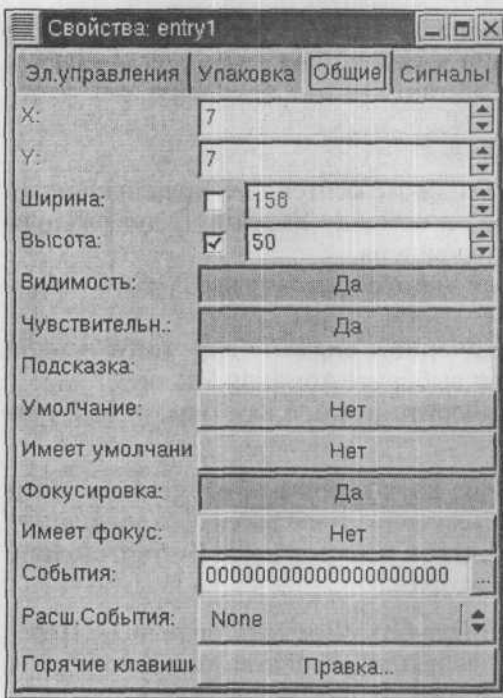 Свойства: entry1
Эл.управления Упаковка Общие Сигналы
X: 7
Y: 7
Ширина: 158
Высота: 50
Видимость: Да
Чувствительн.: Да
Подсказка:
Умолчание: Нет
Имеет умолчани Нет
Фокусировка: Да
Имеет фокус: Нет
События: 00000000000000000000 ...
Расш.События: None
Горячие клавиши Правка...